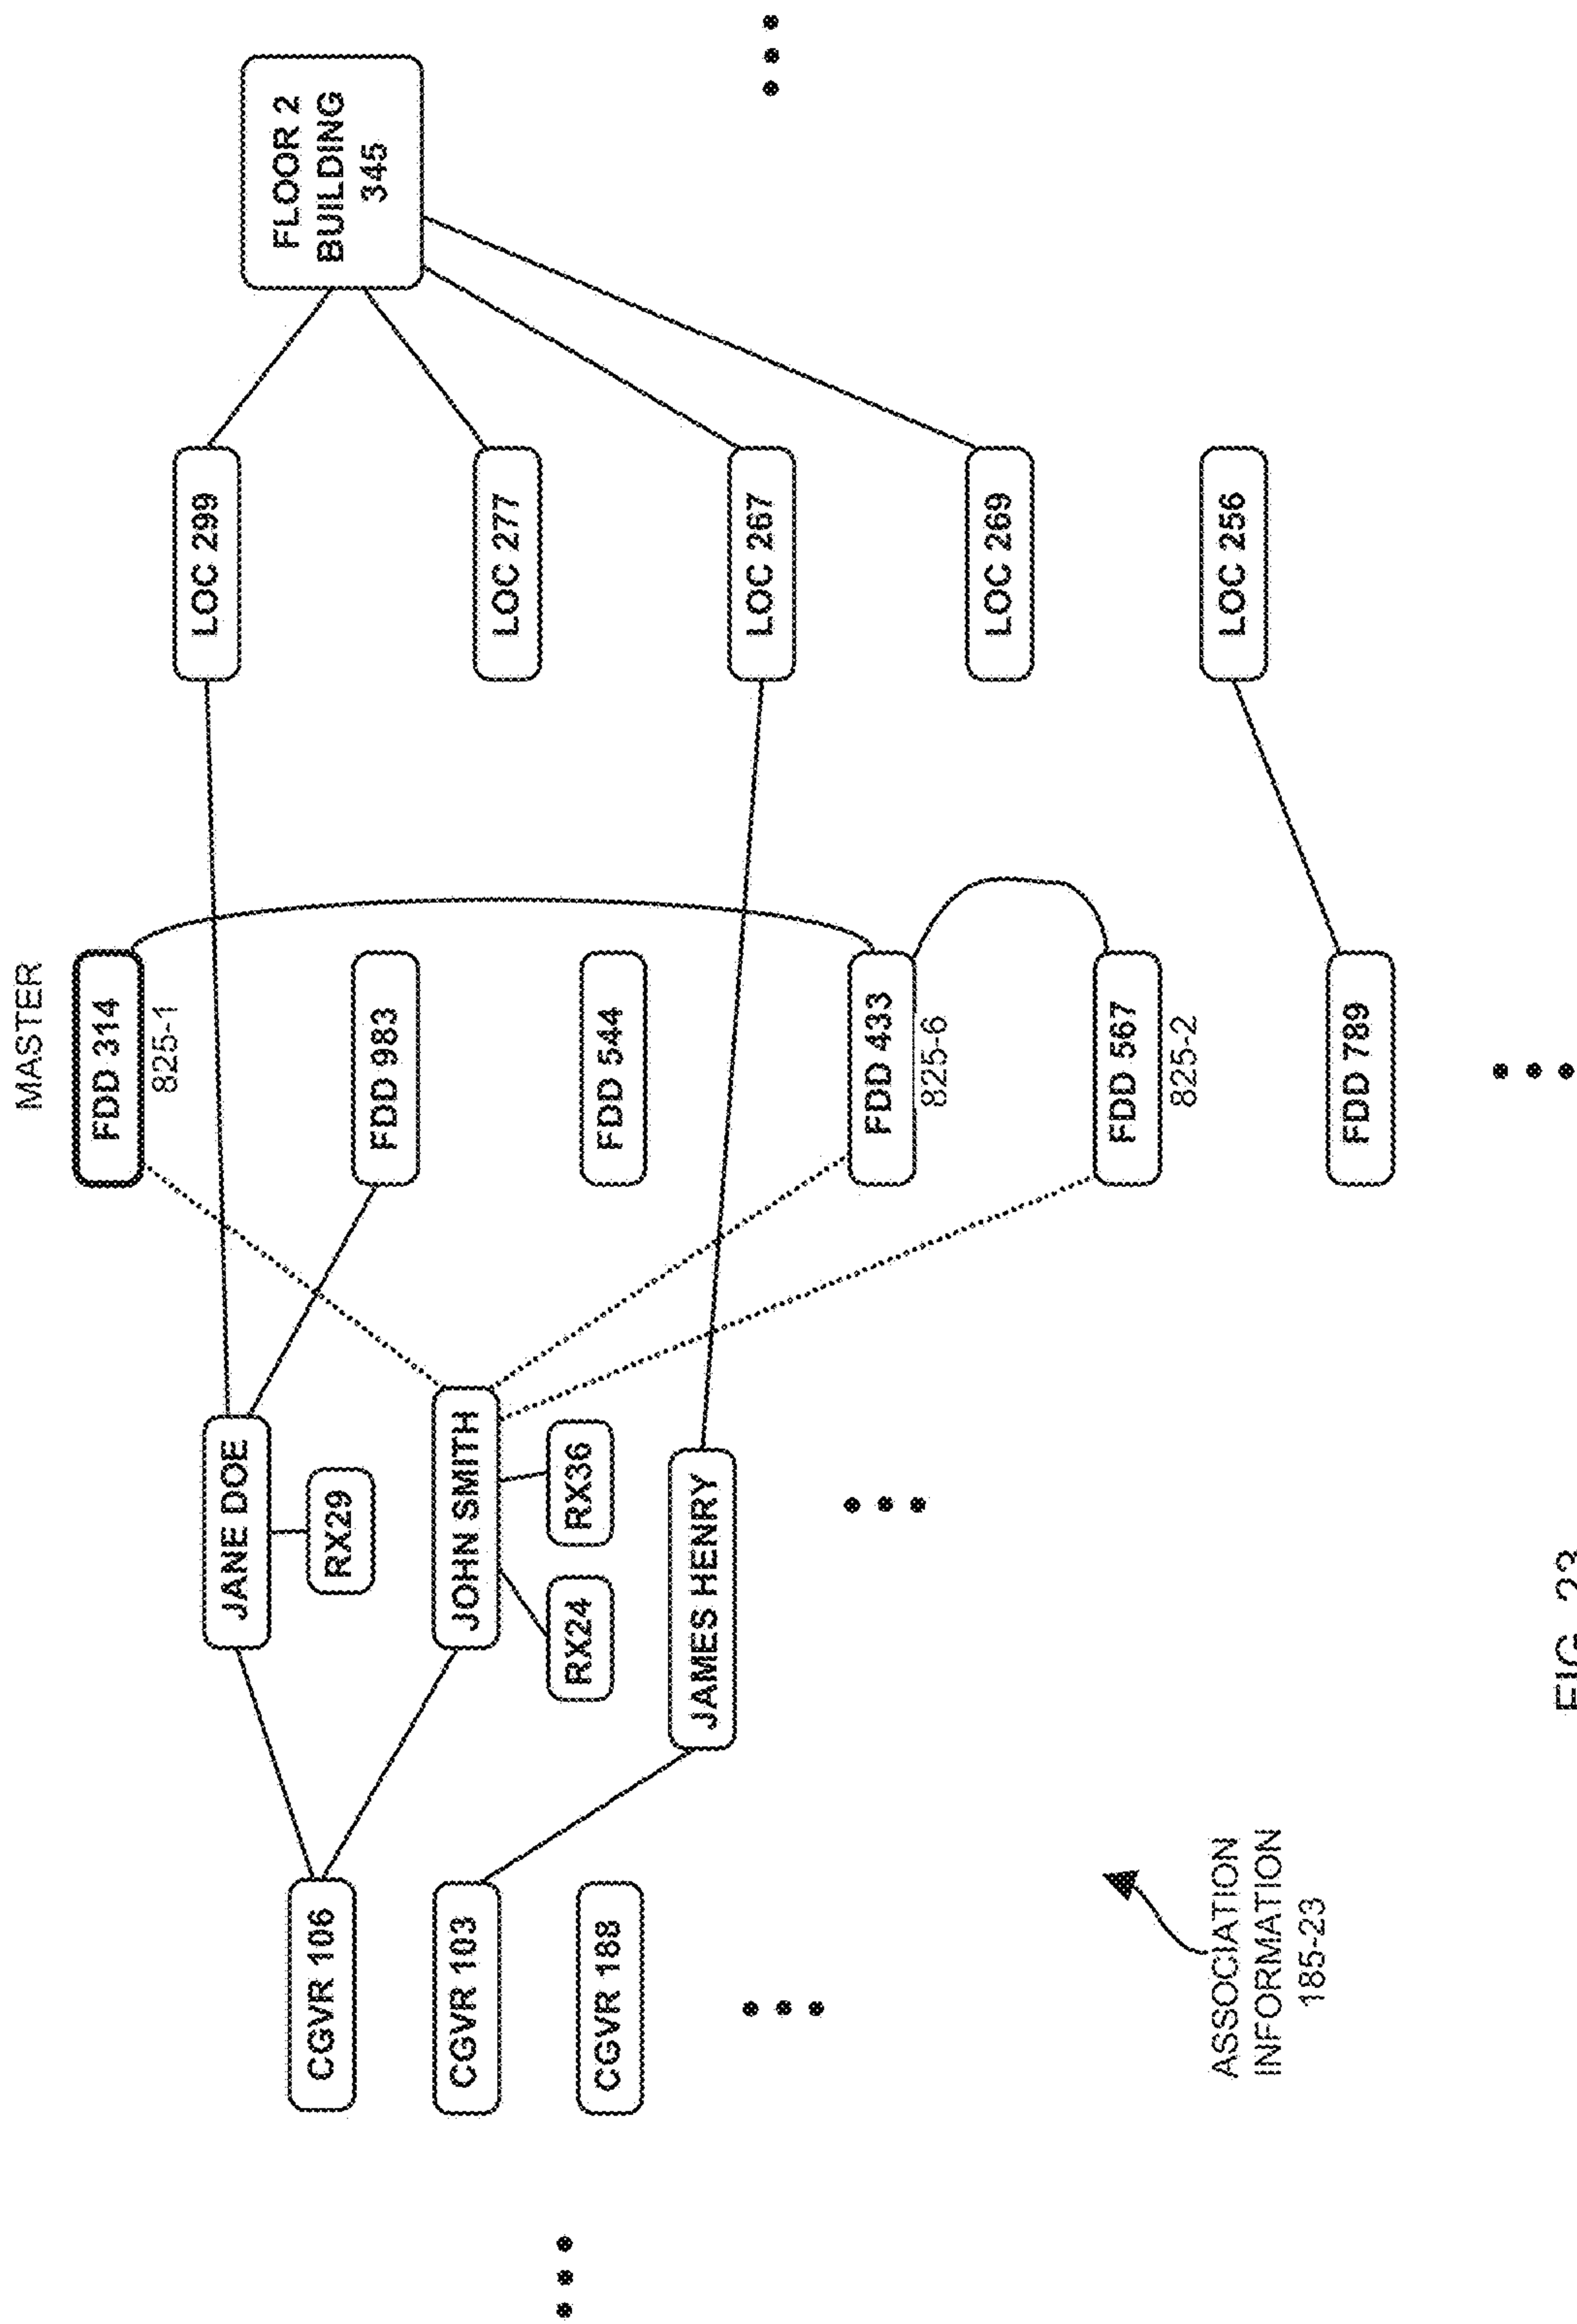 CGVR 106
CGVR 103
CGVR 188
JANE DOE
RX29
JOHN SMITH
RX24
RX36
JAMES HENRY
MASTER
FDD 314
825-1
FDD 983
FDD 544
FDD 433
825-6
FDD 567
825-2
FDD 789
LOC 299
LOC 277
LOC 267
LOC 269
LOC 256
FLOOR 2
BUILDING
345
ASSOCIATION
INFORMATION
185-23
FIG. 23